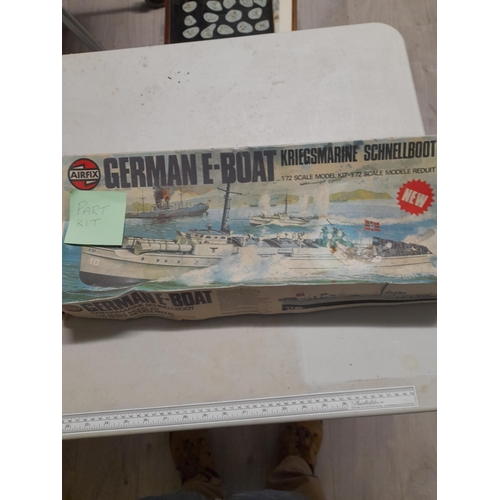 AIRFIX
GERMAN E-BOAT
KRIEGSMARINE SCHNELLBOOT
1/72 SCALE MODEL KIT-1/72 SCALE MODELE REDUIT
NEW
PART
KIT
10
GERMAN E-BOAT